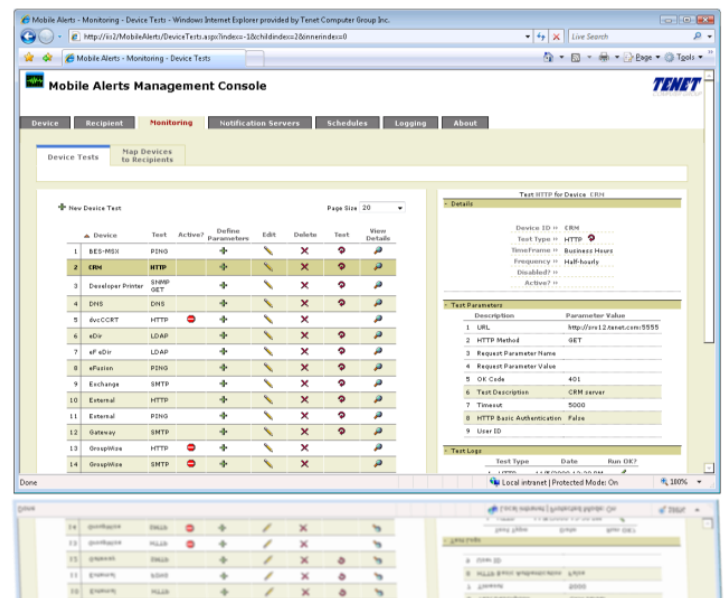 Mobile Alerts - Monitoring - Device Tests - Windows Internet Explorer provided by Tenet Computer Group Inc.
http://iis2/MobileAlerts/DeviceTests.aspx?index=-1&childindex=2&innerindex=0
Live Search
Mobile Alerts - Monitoring - Device Tests
Page Tools
Mobile Alerts Management Console
TENET
Device Recipient Monitoring Notification Servers Schedules Logging About
Device Tests
Map Devices
to Recipients
New Device Test
Page Size 20
Device Test Active? Define Parameters Edit Delete Test View Details
1 BES-MSX PING
2 CRM HTTP
3 Developer Printer SNMP GET
4 DNS DNS
5 HTTP
6 eDir LDAP
7 eF eDir LDAP
8 eFusion PING
9 Exchange SMTP
10 External HTTP
11 External PING
12 Gateway SMTP
13 GroupWise HTTP
14 GroupWise SMTP
Test HTTP for Device CRM
Details
Device ID CRM
Test Type HTTP
TimeFrame Business Hours
Frequency Half-hourly
Disabled?
Active?
Test Parameters
Description Parameter Value
1 URL
2 HTTP Method GET
3 Request Parameter Name
4 Request Parameter Value
5 OK Code 401
6 Test Description CRM server
7 Timeout 5000
8 HTTP Basic Authentication False
9 User ID
Test Logs
Test Type Date Run OK?
Done
Local intranet | Protected Mode: On
100%